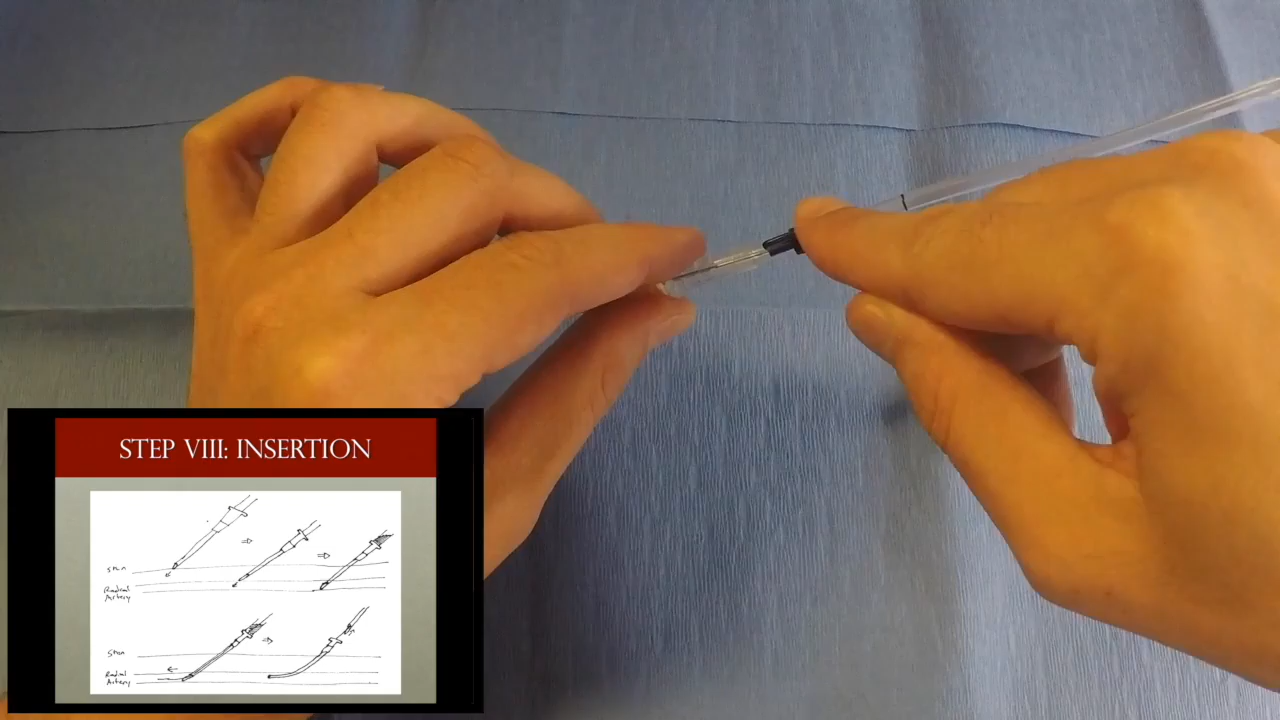 STEP VIII: INSERTION
Skin
Radial
Artery
Skin
Radial
Artery